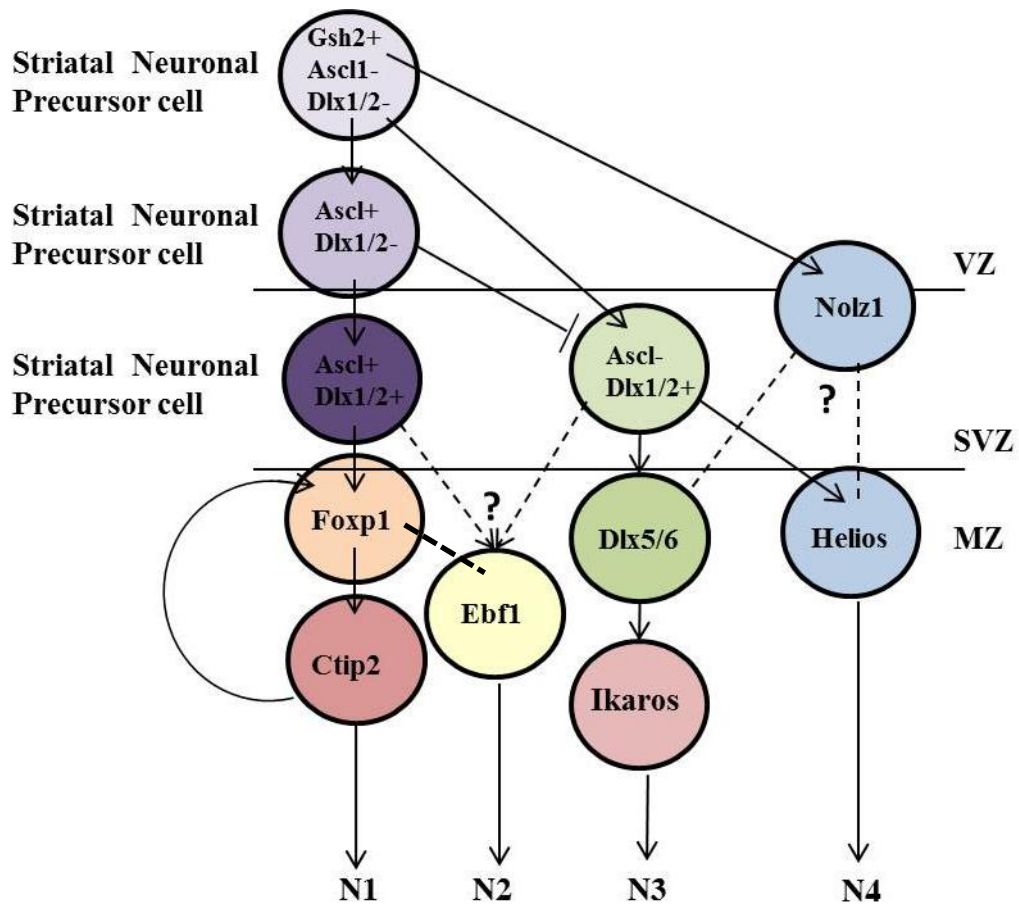 Striatal Neuronal
Precursor cell
Gsh2+
Ascl1-
Dlx1/2-
Striatal Neuronal
Precursor cell
Ascl+
Dlx1/2-
VZ
Nolz1
Striatal Neuronal
Precursor cell
Ascl+
Dlx1/2+
Ascl-
Dlx1/2+
?
SVZ
Foxp1
?
Dlx5/6
Helios
MZ
Ebf1
Ctip2
Ikaros
N1
N2
N3
N4